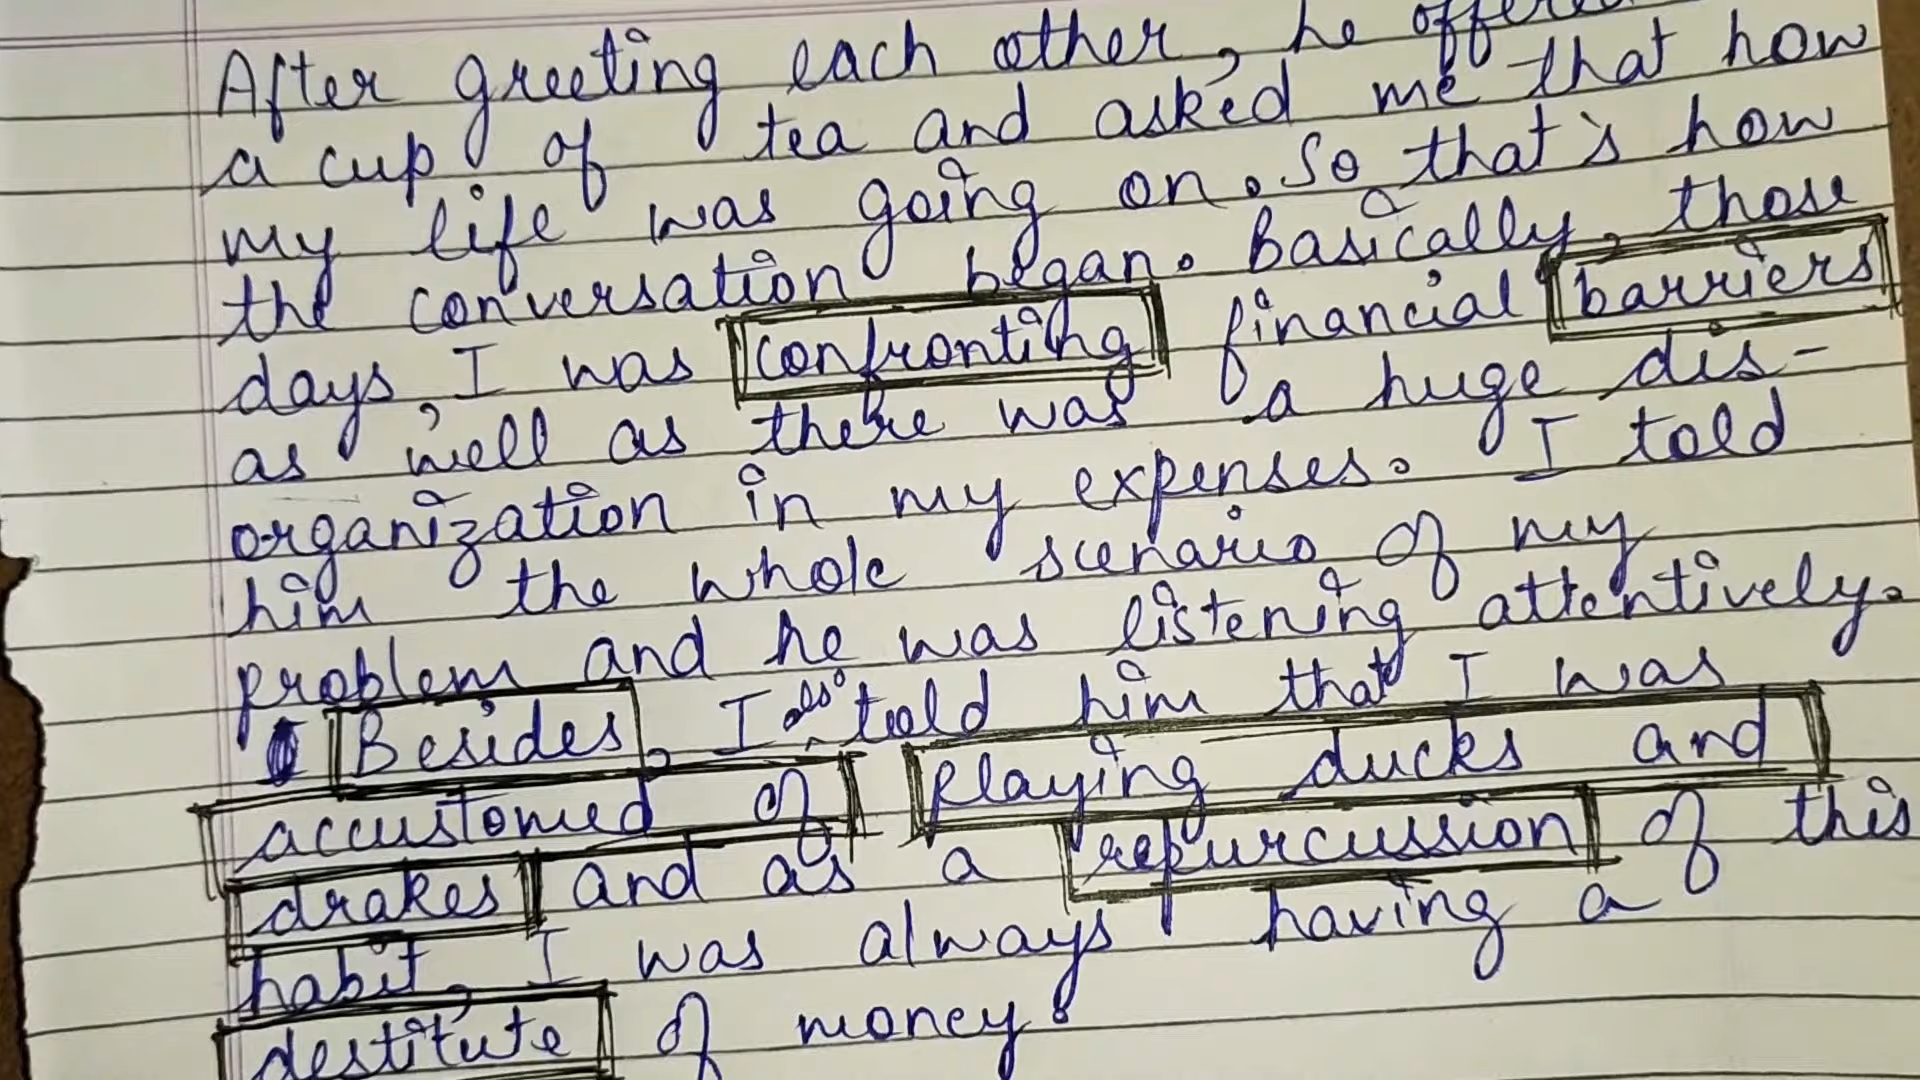 After greeting each other, he offered
a cup of tea and asked me that how
my life was going on. So that's how
the conversation began. Basically, those
days, I was confronting financial barriers
as well as there was a huge dis-
organization in my expenses. I told
him the whole scenario of my
problem and he was listening attentively.
Besides, I also told him that I was
accustomed of playing ducks and
drakes and as a repurcussion of this
habit, I was always having a
destitute of money.